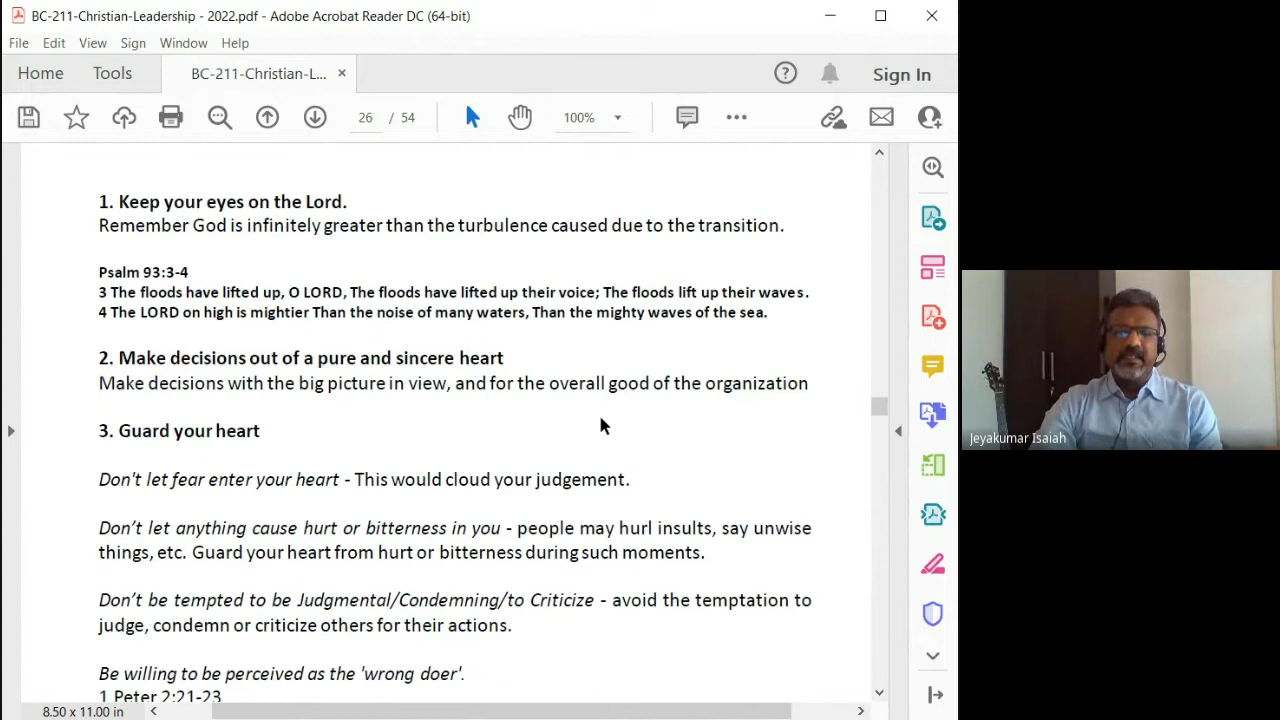 BC-211-Christian-Leadership - 2022.pdf - Adobe Acrobat Reader DC (64-bit)
File Edit View Sign Window Help
Home Tools BC-211-Christian-L... × Sign In
26 / 54 100%
1. Keep your eyes on the Lord.
Remember God is infinitely greater than the turbulence caused due to the transition.
Psalm 93:3-4
3 The floods have lifted up, O LORD, The floods have lifted up their voice; The floods lift up their waves.
4 The LORD on high is mightier Than the noise of many waters, Than the mighty waves of the sea.
2. Make decisions out of a pure and sincere heart
Make decisions with the big picture in view, and for the overall good of the organization
3. Guard your heart
Don't let fear enter your heart - This would cloud your judgement.
Don’t let anything cause hurt or bitterness in you - people may hurl insults, say unwise
things, etc. Guard your heart from hurt or bitterness during such moments.
Don’t be tempted to be Judgmental/Condemning/to Criticize - avoid the temptation to
judge, condemn or criticize others for their actions.
Be willing to be perceived as the 'wrong doer'.
1 Peter 2:21-23
8.50 x 11.00 in
Jeyakumar Isaiah